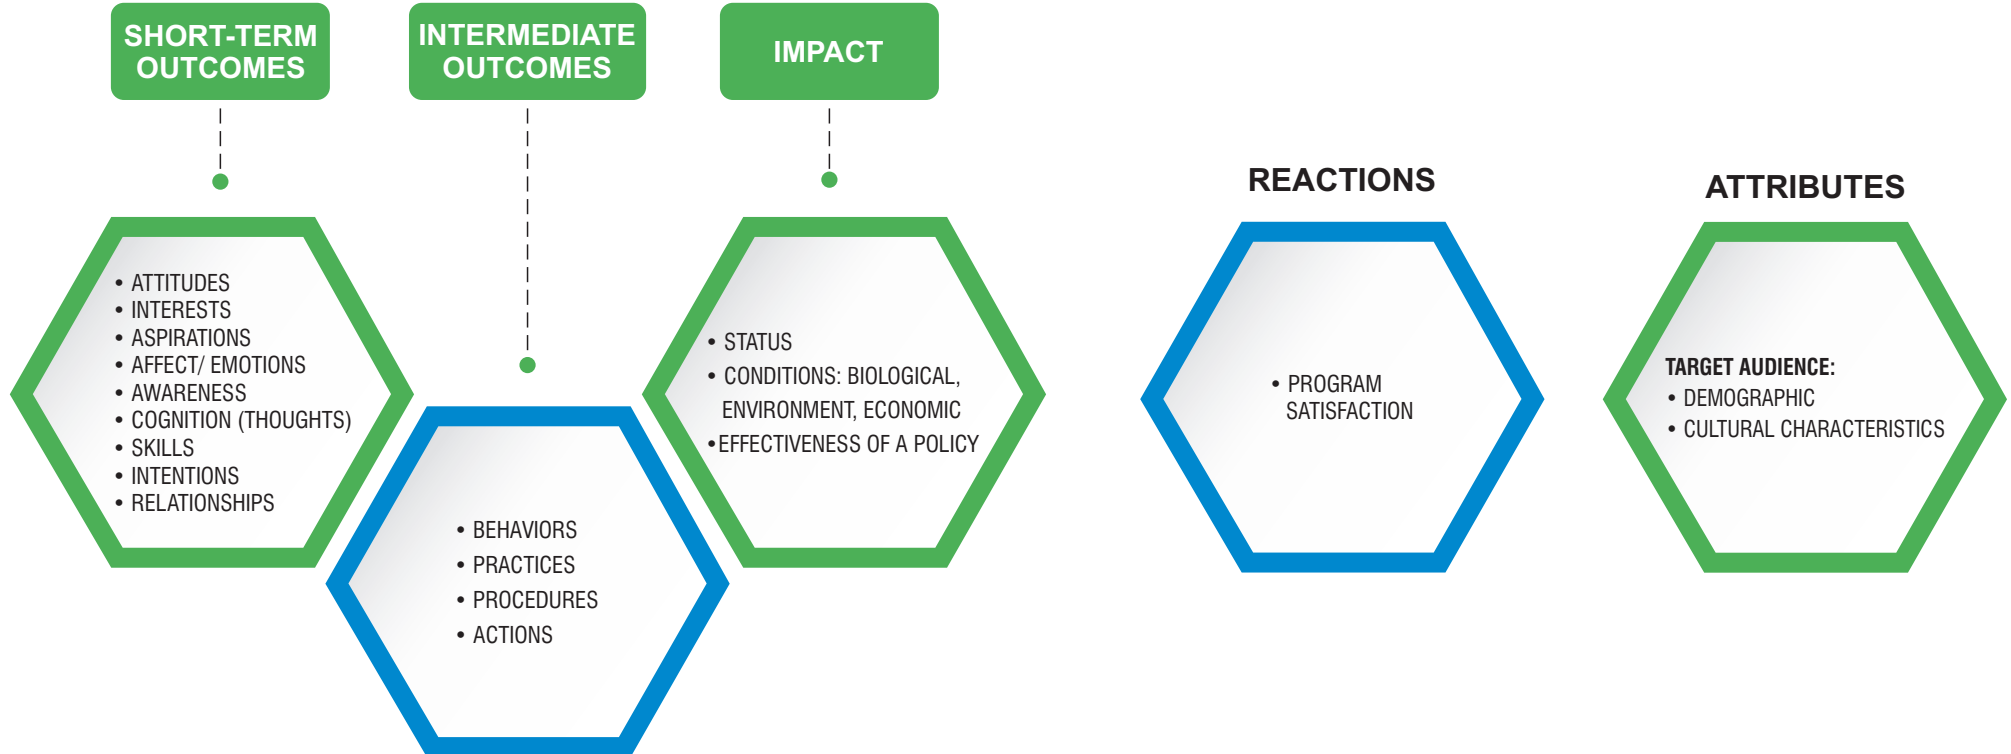 SHORT-TERM
OUTCOMES
INTERMEDIATE
OUTCOMES
IMPACT
• ATTITUDES
• INTERESTS
• ASPIRATIONS
• AFFECT/ EMOTIONS
• AWARENESS
• COGNITION (THOUGHTS)
• SKILLS
• INTENTIONS
• RELATIONSHIPS
• BEHAVIORS
• PRACTICES
• PROCEDURES
• ACTIONS
• STATUS
• CONDITIONS: BIOLOGICAL,
ENVIRONMENT, ECONOMIC
•EFFECTIVENESS OF A POLICY
REACTIONS
• PROGRAM
SATISFACTION
ATTRIBUTES
TARGET AUDIENCE:
• DEMOGRAPHIC
• CULTURAL CHARACTERISTICS